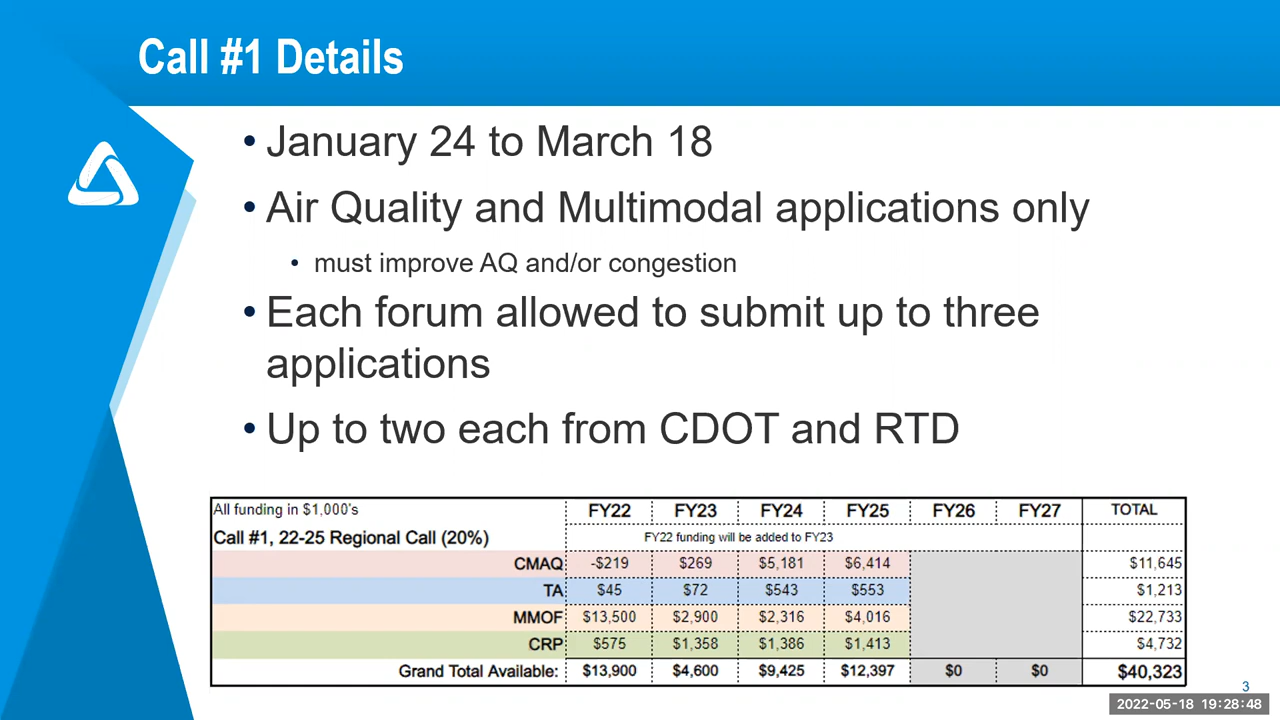 Call #1 Details
• January 24 to March 18
• Air Quality and Multimodal applications only
• must improve AQ and/or congestion
• Each forum allowed to submit up to three
applications
• Up to two each from CDOT and RTD
All funding in $1,000's FY22 FY23 FY24 FY25 FY26 FY27 TOTAL
Call #1, 22-25 Regional Call (20%) FY22 funding will be added to FY23
CMAQ -$219 $269 $5,181 $6,414 $11,645
TA $45 $72 $543 $553 $1,213
MMOF $13,500 $2,900 $2,316 $4,016 $22,733
CRP $575 $1,358 $1,386 $1,413 $4,732
Grand Total Available: $13,900 $4,600 $9,425 $12,397 $0 $0 $40,323
3
2022-05-18 19:28:48